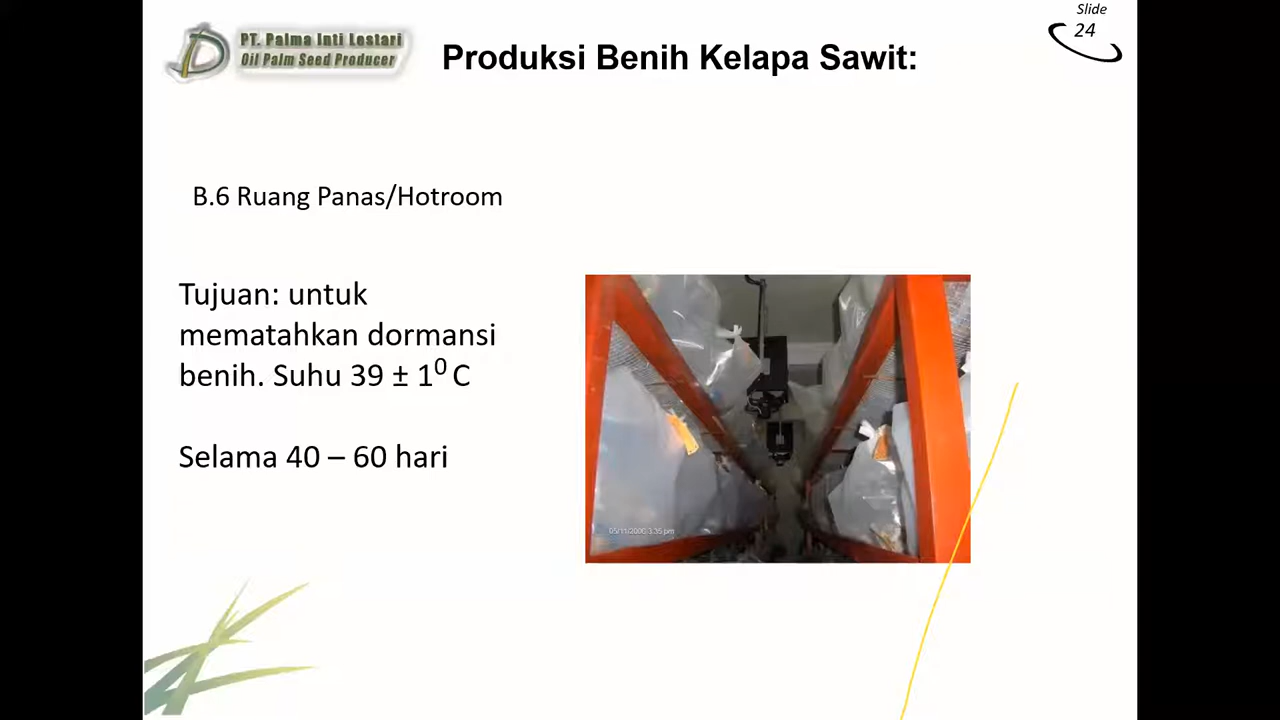 PT. Palma Inti Lestari
Oil Palm Seed Producer
Produksi Benih Kelapa Sawit:
Slide
24
B.6 Ruang Panas/Hotroom
Tujuan: untuk
mematahkan dormansi
benih. Suhu 39 ± 1⁰ C
Selama 40 – 60 hari